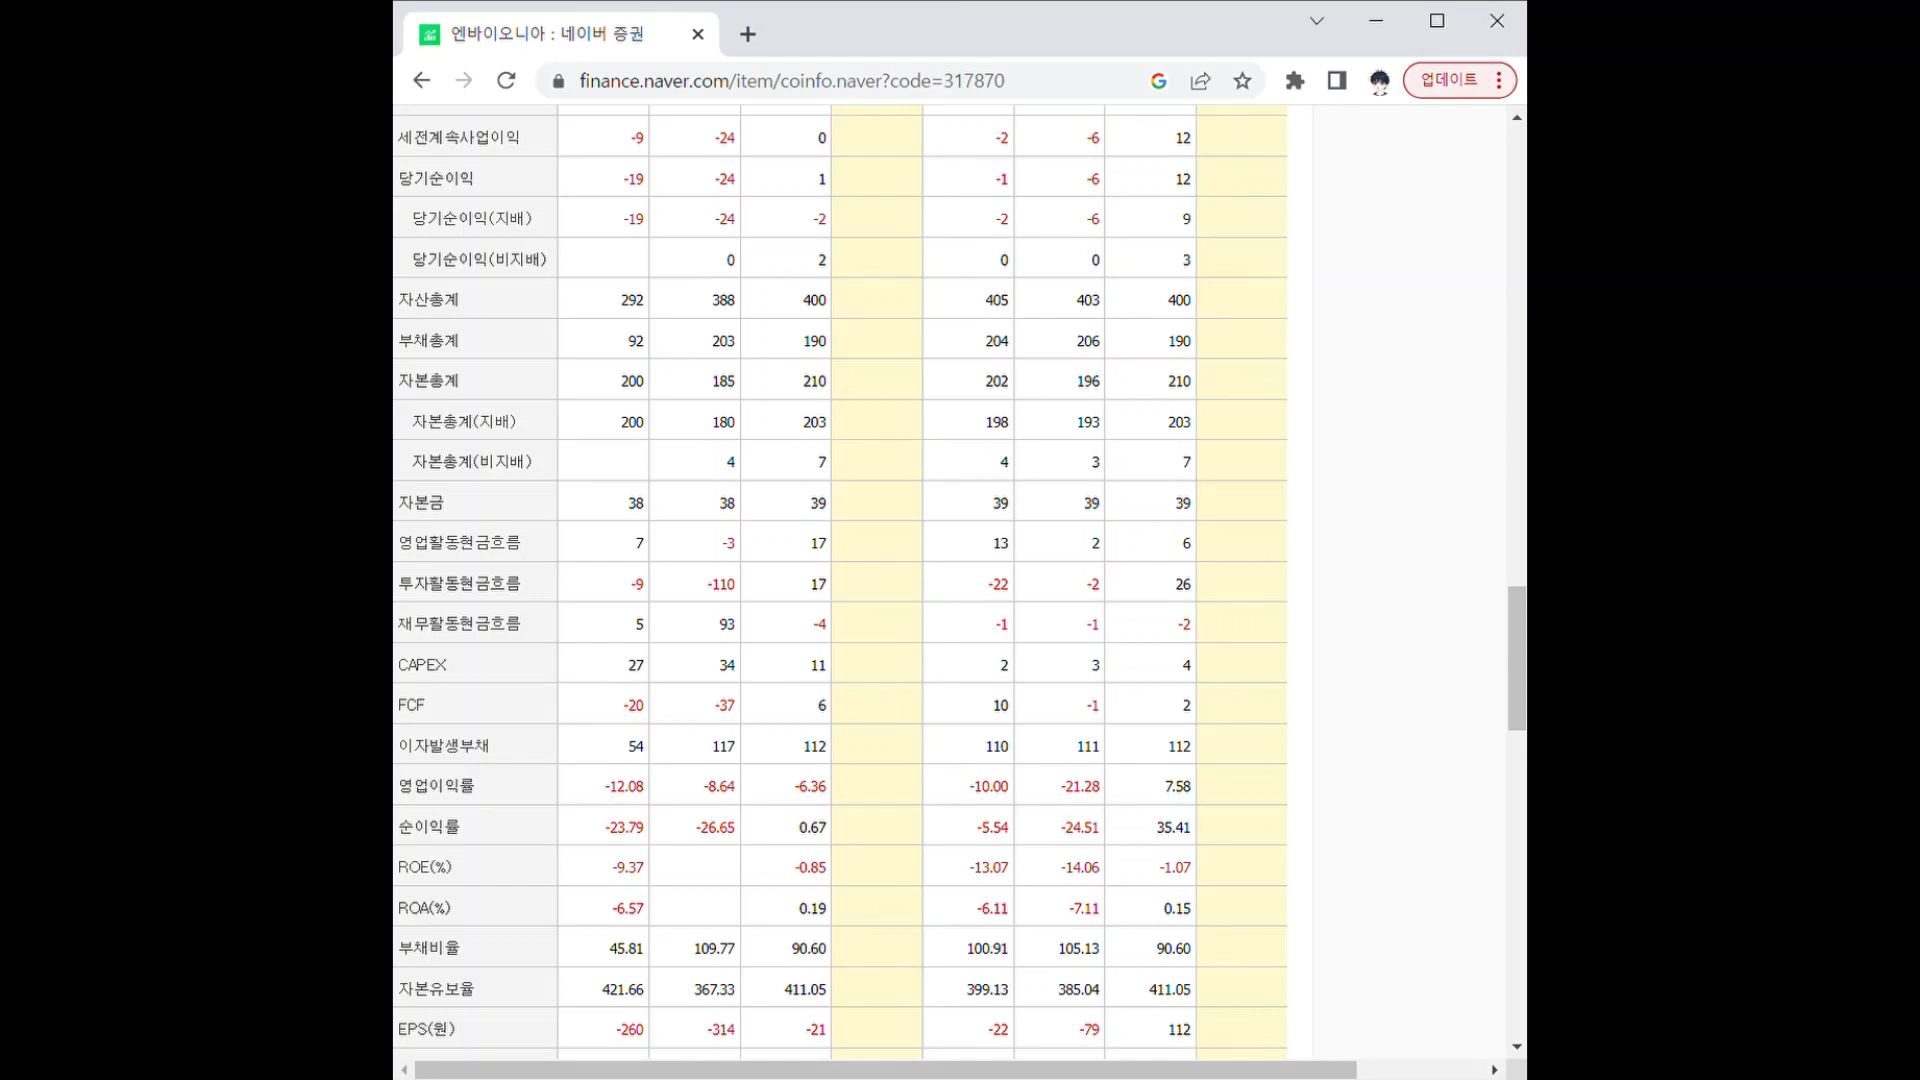 엔바이오니아 : 네이버 증권
finance.naver.com/item/coinfo.naver?code=317870
업데이트
세전계속사업이익 -9 -24 0 -2 -6 12
당기순이익 -19 -24 1 -1 -6 12
당기순이익(지배) -19 -24 -2 -2 -6 9
당기순이익(비지배) 0 2 0 0 3
자산총계 292 388 400 405 403 400
부채총계 92 203 190 204 206 190
자본총계 200 185 210 202 196 210
자본총계(지배) 200 180 203 198 193 203
자본총계(비지배) 4 7 4 3 7
자본금 38 38 39 39 39 39
영업활동현금흐름 7 -3 17 13 2 6
투자활동현금흐름 -9 -110 17 -22 -2 26
재무활동현금흐름 5 93 -4 -1 -1 -2
CAPEX 27 34 11 2 3 4
FCF -20 -37 6 10 -1 2
이자발생부채 54 117 112 110 111 112
영업이익률 -12.08 -8.64 -6.36 -10.00 -21.28 7.58
순이익률 -23.79 -26.65 0.67 -5.54 -24.51 35.41
ROE(%) -9.37 -0.85 -13.07 -14.06 -1.07
ROA(%) -6.57 0.19 -6.11 -7.11 0.15
부채비율 45.81 109.77 90.60 100.91 105.13 90.60
자본유보율 421.66 367.33 411.05 399.13 385.04 411.05
EPS(원) -260 -314 -21 -22 -79 112